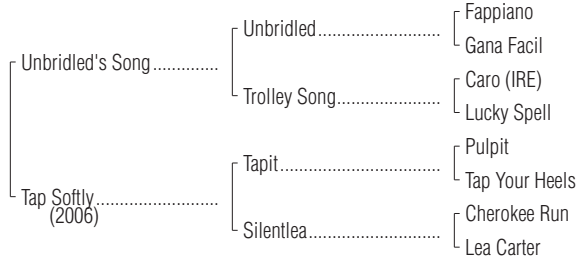 Fappiano
Unbridled
Gana Facil
Unbridled's Song
Caro (IRE)
Trolley Song
Lucky Spell
Pulpit
Tapit
Tap Your Heels
Tap Softly
(2006)
Cherokee Run
Silentlea
Lea Carter